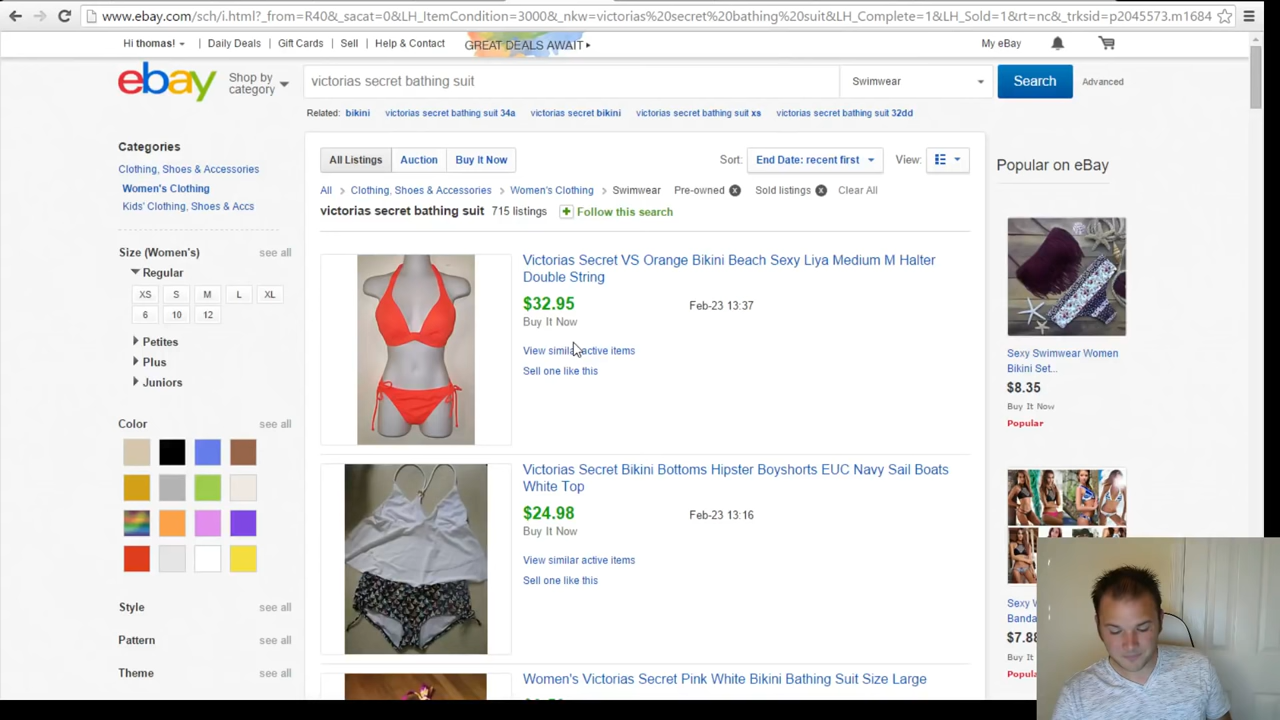 www.ebay.com/sch/i.html?_from=R40&_sacat=0&LH_ItemCondition=3000&_nkw=victorias%20secret%20bathing%20suit&LH_Complete=1&LH_Sold=1&rt=nc&_trksid=p2045573.m1684
Hi thomas! Daily Deals Gift Cards Sell Help & Contact GREAT DEALS AWAIT My eBay
ebay Shop by category victorias secret bathing suit Swimwear Search Advanced
Related: bikini victorias secret bathing suit 34a victorias secret bikini victorias secret bathing suit xs victorias secret bathing suit 32dd
Categories
Clothing, Shoes & Accessories
Women's Clothing
Kids' Clothing, Shoes & Accs
Size (Women's) see all
Regular
XS S M L XL
6 10 12
Petites
Plus
Juniors
Color see all
Style see all
Pattern see all
Theme see all
All Listings Auction Buy It Now Sort: End Date: recent first View:
All > Clothing, Shoes & Accessories > Women's Clothing > Swimwear Pre-owned Sold listings Clear All
victorias secret bathing suit 715 listings Follow this search
Victorias Secret VS Orange Bikini Beach Sexy Liya Medium M Halter
Double String
$32.95 Feb-23 13:37
Buy It Now
View similar active items
Sell one like this
Victorias Secret Bikini Bottoms Hipster Boyshorts EUC Navy Sail Boats
White Top
$24.98 Feb-23 13:16
Buy It Now
View similar active items
Sell one like this
Women's Victorias Secret Pink White Bikini Bathing Suit Size Large
Popular on eBay
Sexy Swimwear Women
Bikini Set...
$8.35
Buy It Now
Popular
Sexy
Banda
$7.88
Buy It Now
Popula